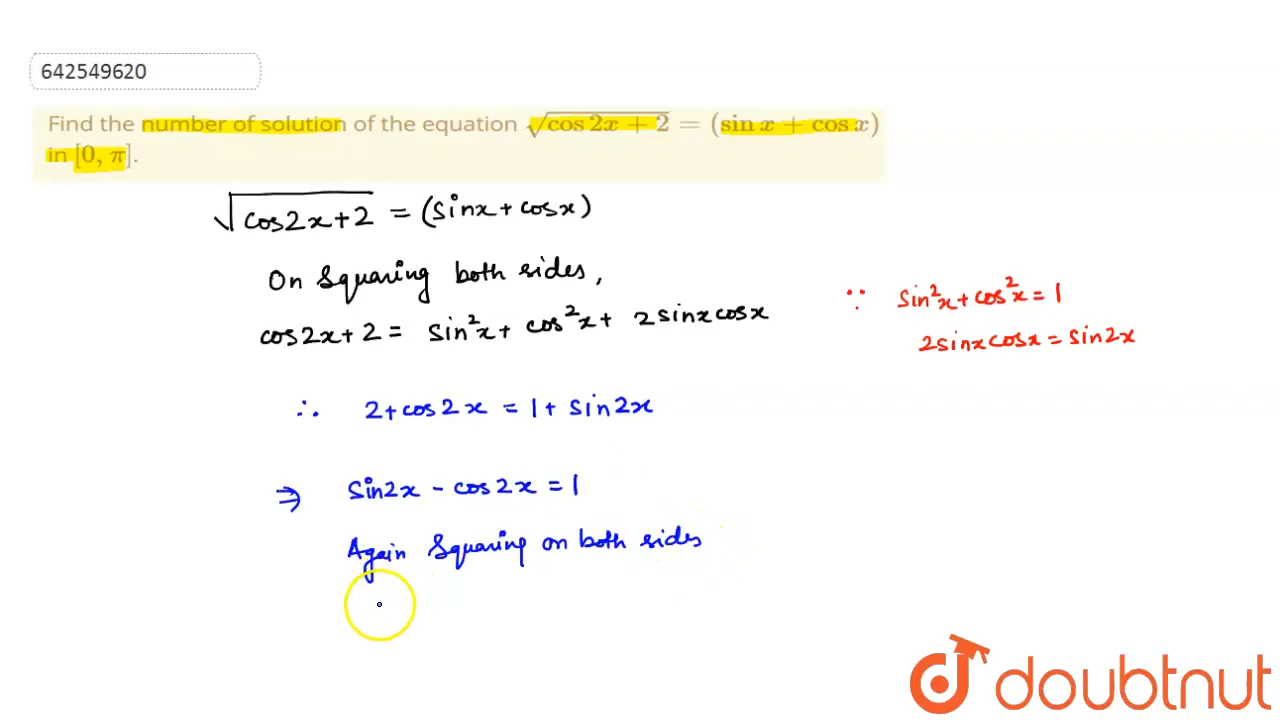 642549620
Find the number of solution of the equation √(cos 2x + 2) = (sin x + cos x)
in [0, π].
√(cos2x+2) = (sinx + cosx)
On Squaring both sides,
cos2x+2 = sin²x + cos²x + 2sinxcosx
∵ sin²x + cos²x = 1
2sinxcosx = sin2x
∴ 2+cos2x = 1 + sin2x
⇒ sin2x - cos2x = 1
Again Squaring on both sides
doubtnut